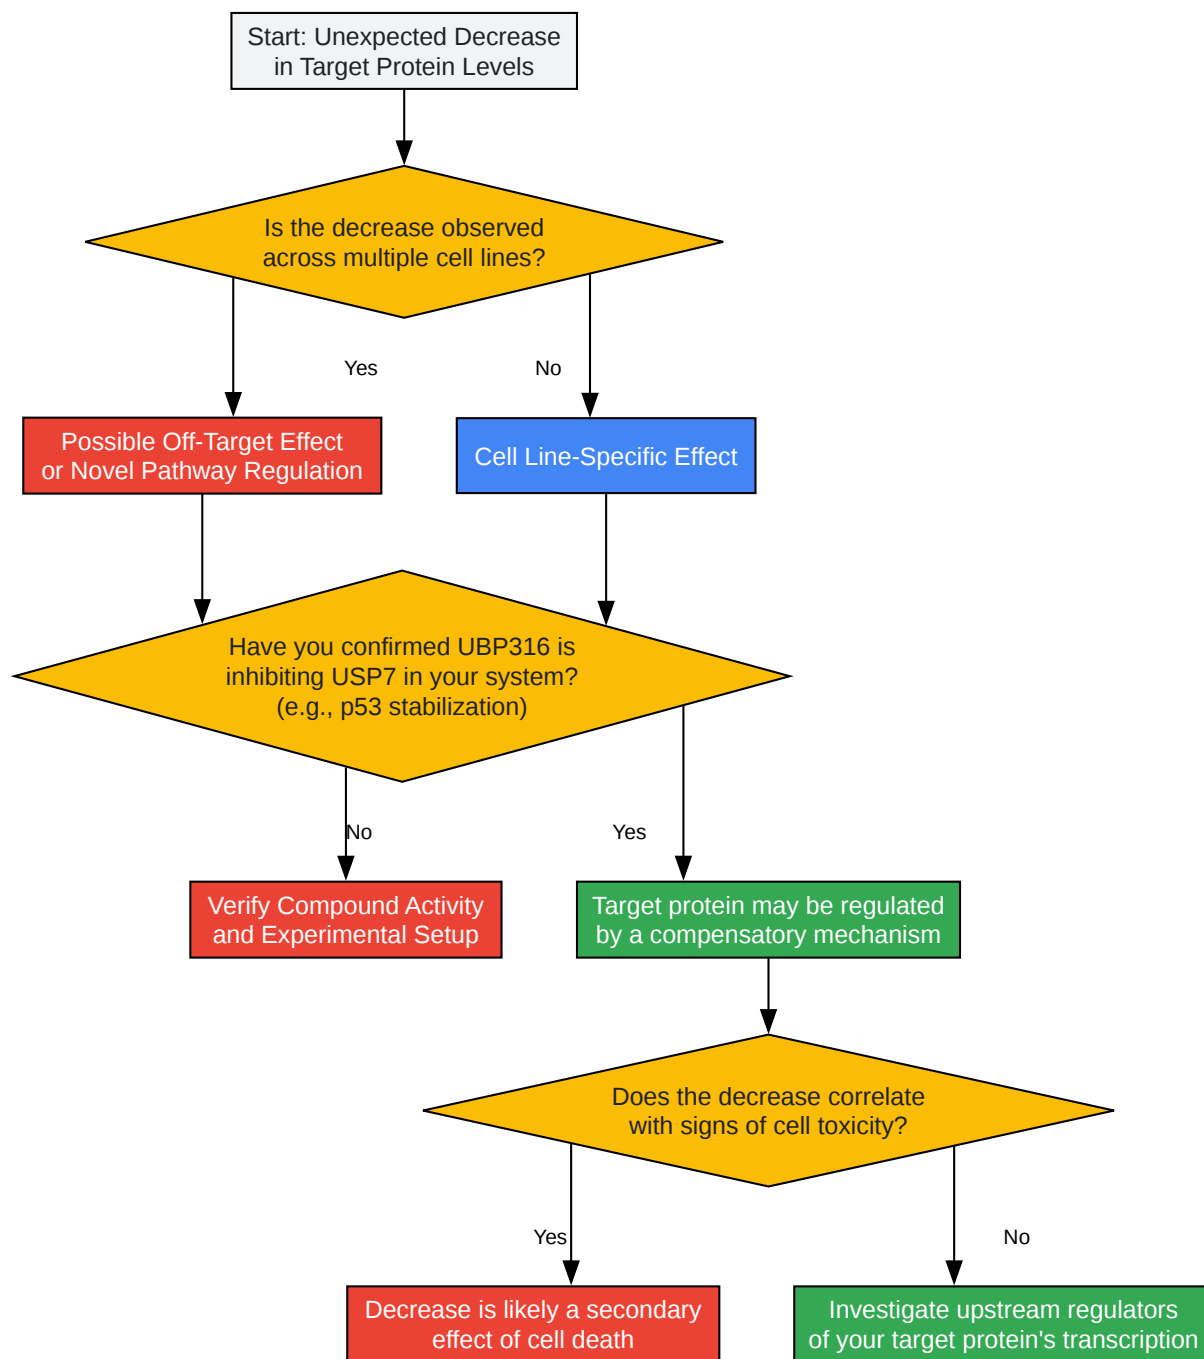 Start: Unexpected Decrease
in Target Protein Levels
Is the decrease observed
across multiple cell lines?
Yes
No
Possible Off-Target Effect
or Novel Pathway Regulation
Cell Line-Specific Effect
Have you confirmed UBP316 is
inhibiting USP7 in your system?
(e.g., p53 stabilization)
No
Yes
Verify Compound Activity
and Experimental Setup
Target protein may be regulated
by a compensatory mechanism
Does the decrease correlate
with signs of cell toxicity?
Yes
No
Decrease is likely a secondary
effect of cell death
Investigate upstream regulators
of your target protein's transcription